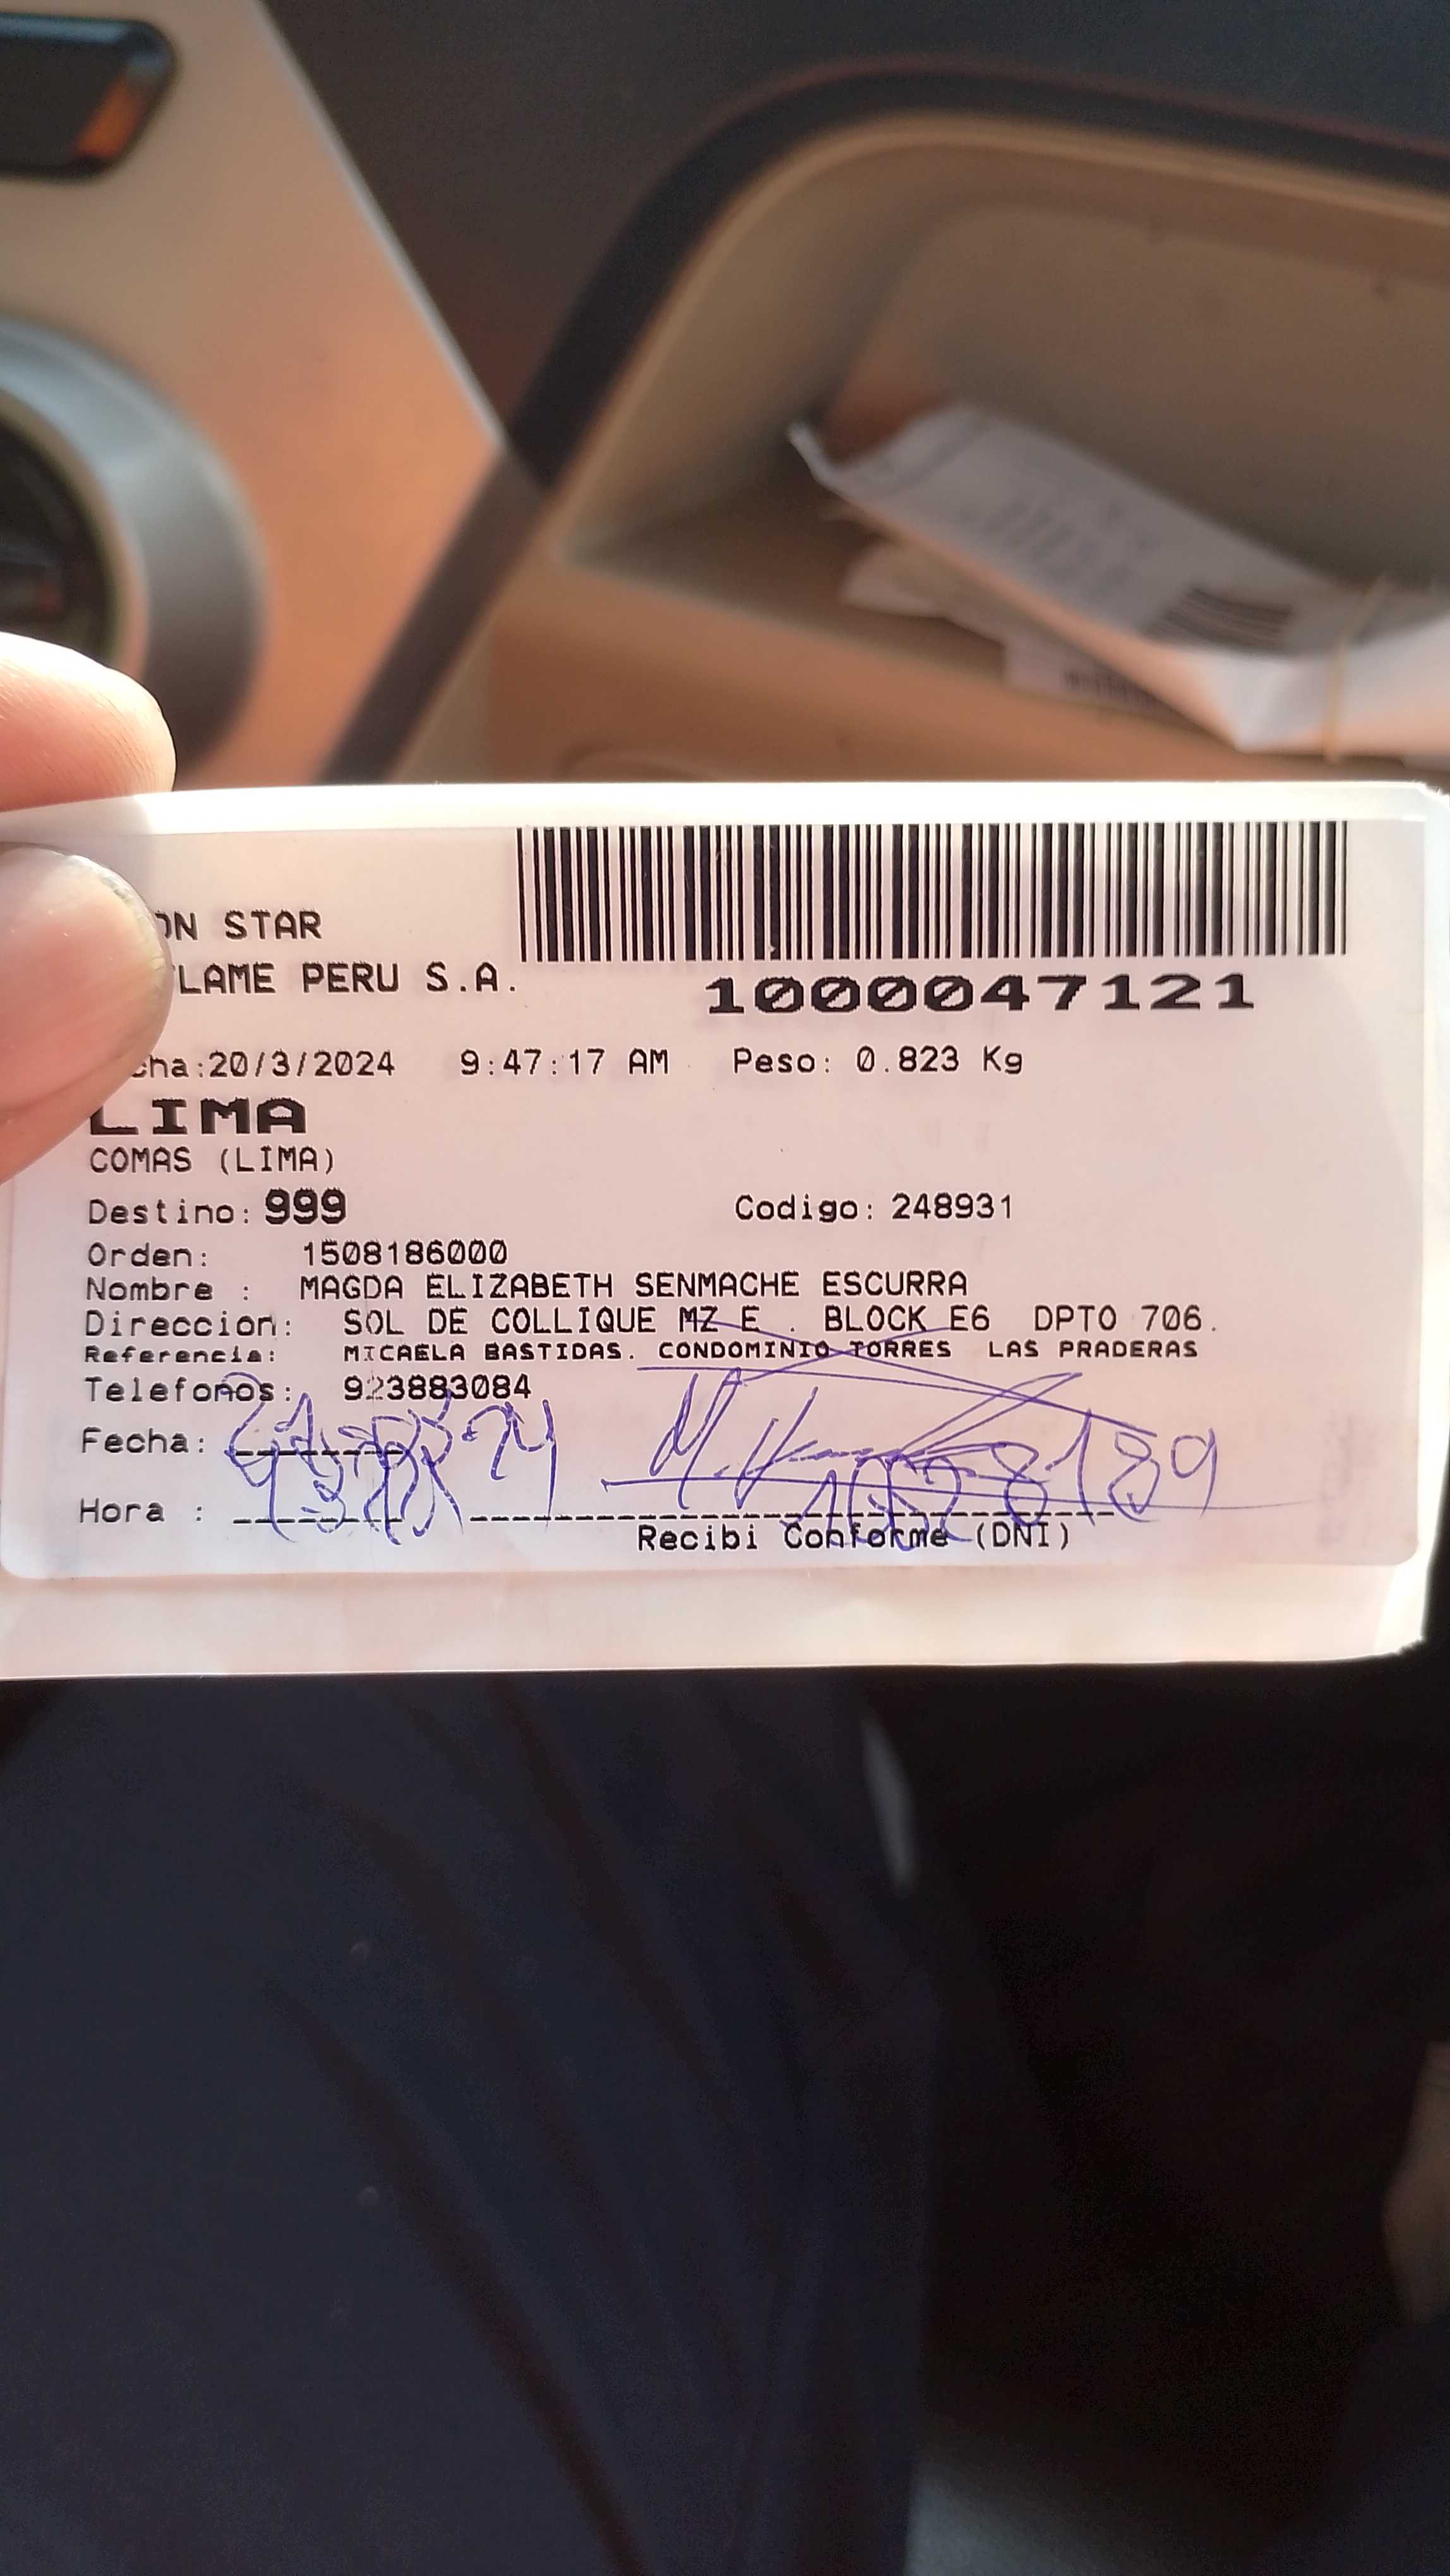 ON STAR
LAME PERU S.A.
1000047121
cha:20/3/2024 9:47:17 AM Peso: 0.823 Kg
LIMA
COMAS (LIMA)
Destino: 999 Codigo: 248931
Orden: 1508186000
Nombre : MAGDA ELIZABETH SENMACHE ESCURRA
Direccion: SOL DE COLLIQUE MZ E . BLOCK E6 DPTO 706.
Referencia: MICAELA BASTIDAS. CONDOMINIO TORRES LAS PRADERAS
Telefonos: 923883084
Fecha:
Hora :
Recibi Conforme (DNI)